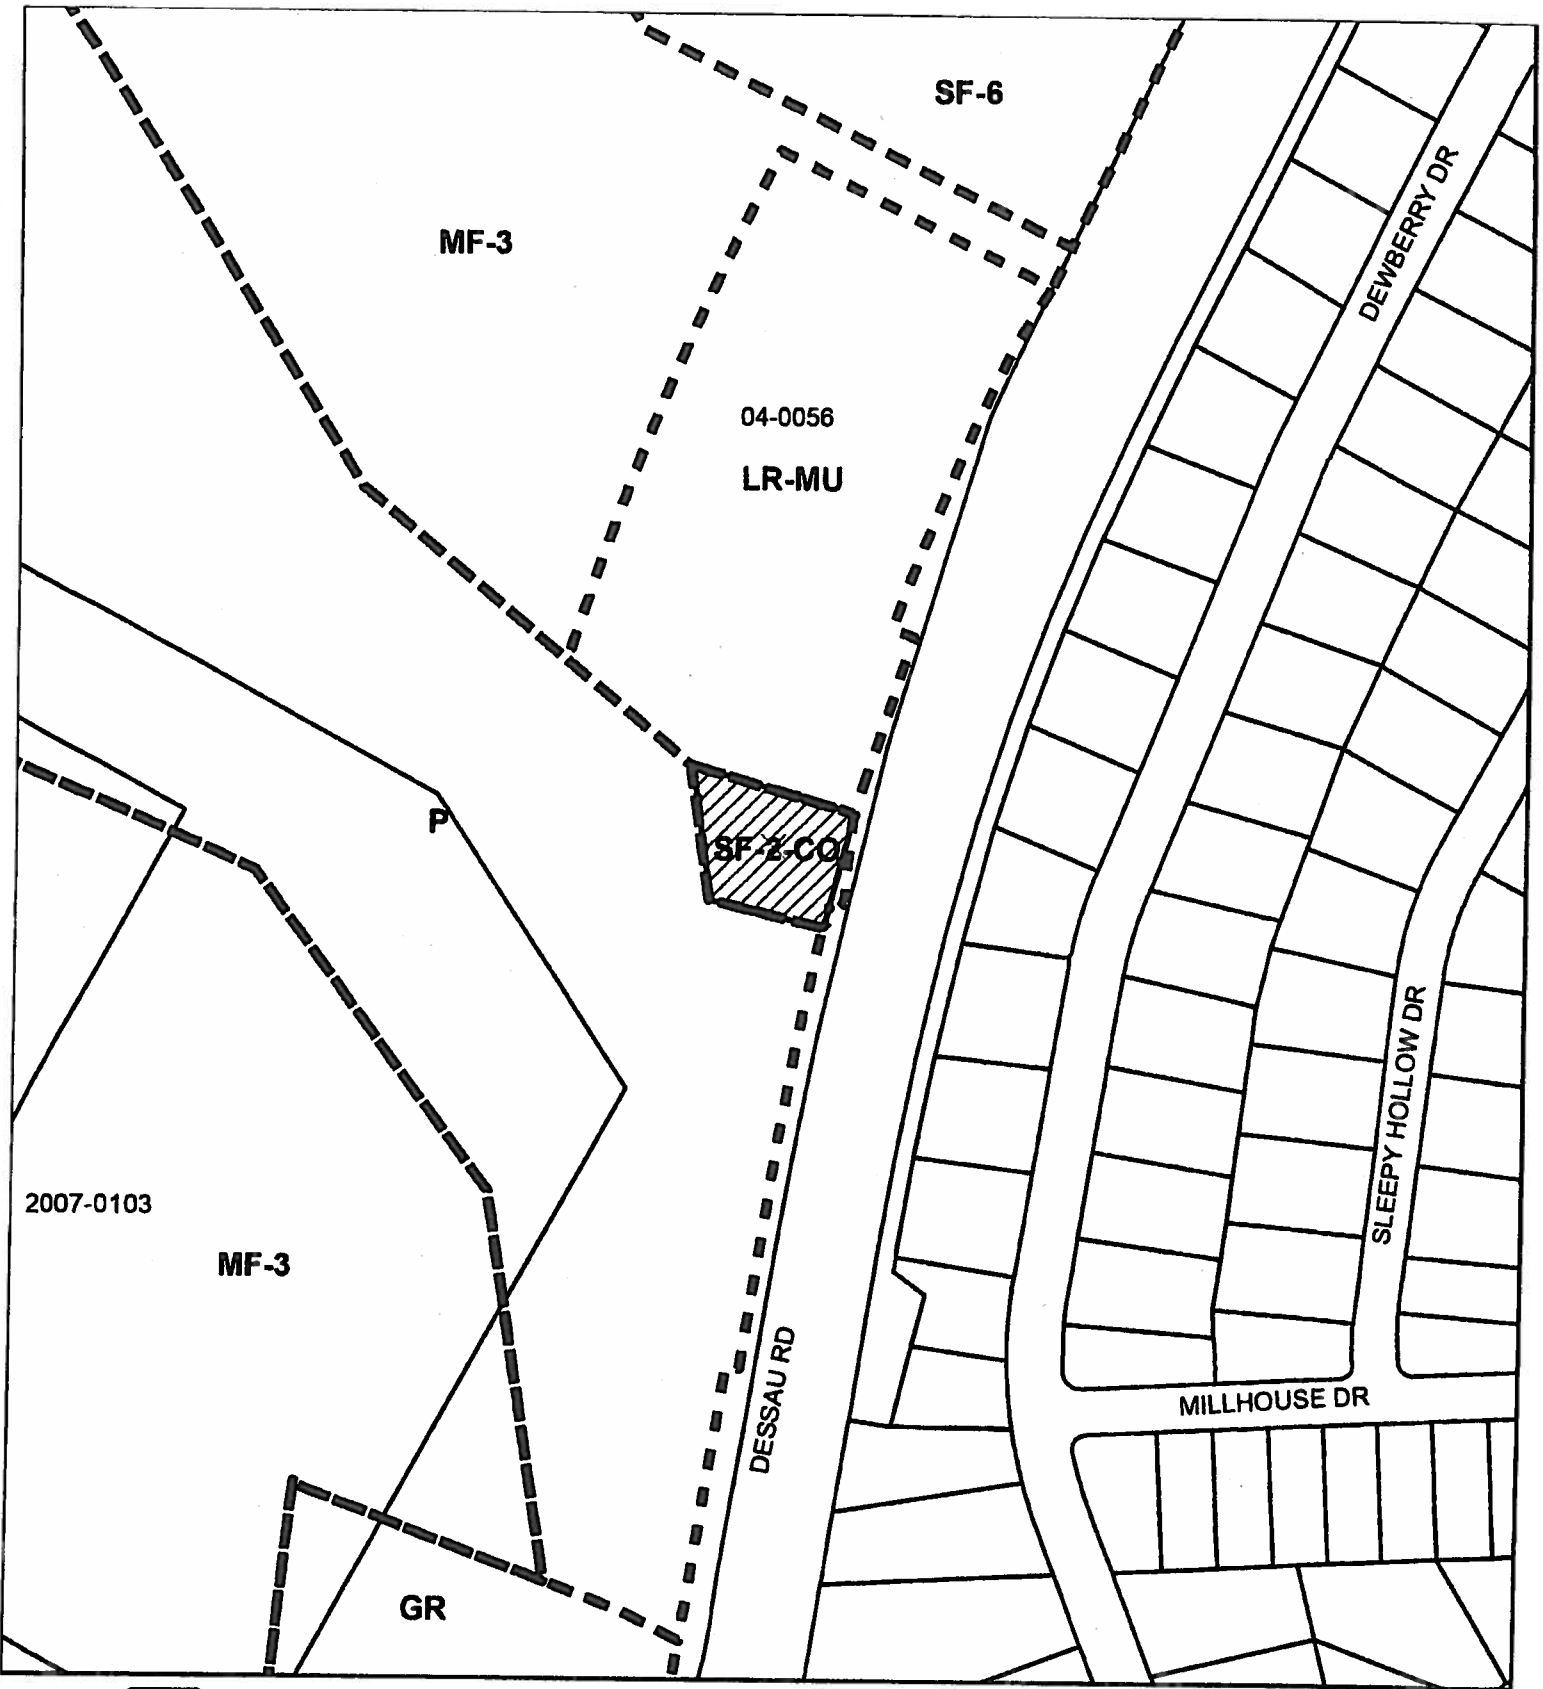 SF-6
DEWBERRY DR
MF-3
04-0056
LR-MU
P
SF-2-CO
SLEEPY HOLLOW DR
2007-0103
MF-3
DESSAU RD
MILLHOUSE DR
GR